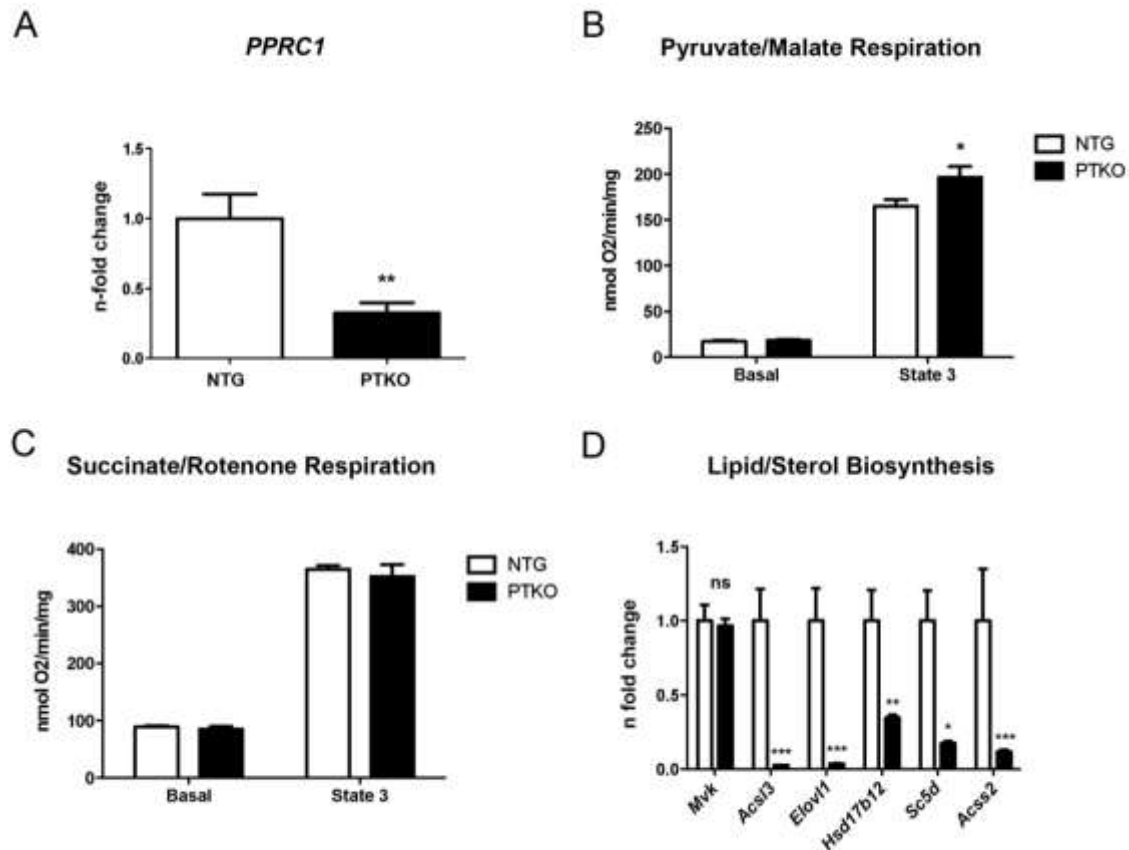 A
PPRC1
n-fold change
1.5
1.0
0.5
0.0
**
NTG
PTKO
B
Pyruvate/Malate Respiration
nmol O2/min/mg
250
200
150
100
50
0
*
Basal
State 3
NTG
PTKO
C
Succinate/Rotenone Respiration
nmol O2/min/mg
400
300
200
100
0
Basal
State 3
NTG
PTKO
D
Lipid/Sterol Biosynthesis
n fold change
1.5
1.0
0.5
0.0
ns
***
***
**
*
***
Mvk
Acsl3
Elovl1
Hsd17b12
Sc5d
Acss2